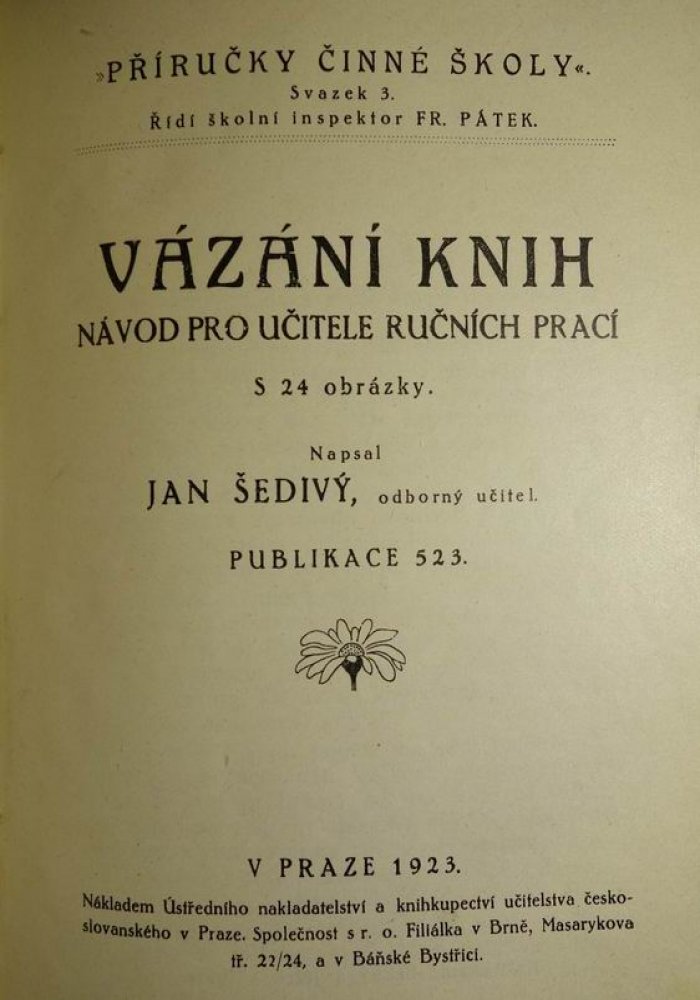 »PŘÍRUČKY ČINNÉ ŠKOLY«.
Svazek 3.
Řídí školní inspektor FR. PÁTEK.
VÁZÁNÍ KNIH
NÁVOD PRO UČITELE RUČNÍCH PRACÍ
S 24 obrázky.
Napsal
JAN ŠEDIVÝ, odborný učitel.
PUBLIKACE 523.
V PRAZE 1923.
Nákladem Ústředního nakladatelství a knihkupectví učitelstva česko-
slovanského v Praze. Společnost s r. o. Filiálka v Brně, Masarykova
tř. 22/24, a v Báňské Bystřici.